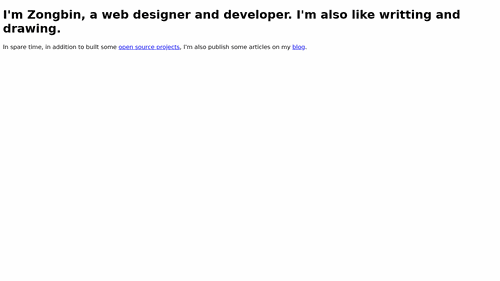 I'm Zongbin, a web designer and developer. I'm also like writting and
drawing.
In spare time, in addition to built some open source projects, I'm also publish some articles on my blog.